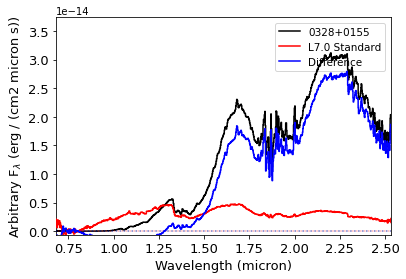 1e−14
0328+0155
L7.0 Standard
Difference
3.5
3.0
2.5
2.0
1.5
1.0
0.5
0.0
Arbitrary Fλ (erg / (cm2 micron s))
0.75 1.00 1.25 1.50 1.75 2.00 2.25 2.50
Wavelength (micron)